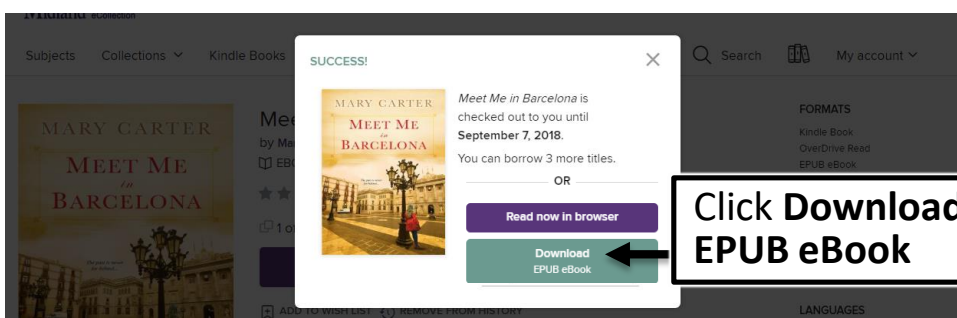 Midland eCollection
Subjects Collections Kindle Books Search My account
SUCCESS!
MARY CARTER
MEET ME
in
BARCELONA
Meet Me in Barcelona is
checked out to you until
September 7, 2018.
You can borrow 3 more titles.
OR
Read now in browser
Download
EPUB eBook
Click Download
EPUB eBook
MARY CARTER
MEET ME
in
BARCELONA
by
1
FORMATS
Kindle Book
OverDrive Read
EPUB eBook
ADD TO WISH LIST REMOVE FROM HISTORY
LANGUAGES